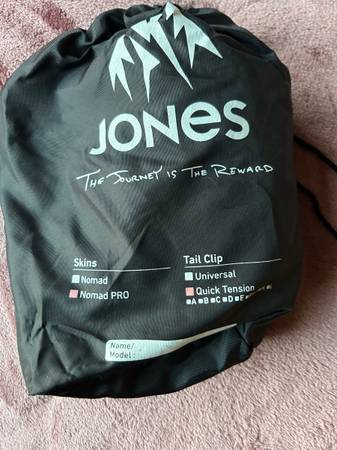 JONES
THE JOURNEY IS THE REWARD
Skins
Nomad
Nomad PRO
Tail Clip
Universal
Quick Tension
A B C D E
Name/
Model: